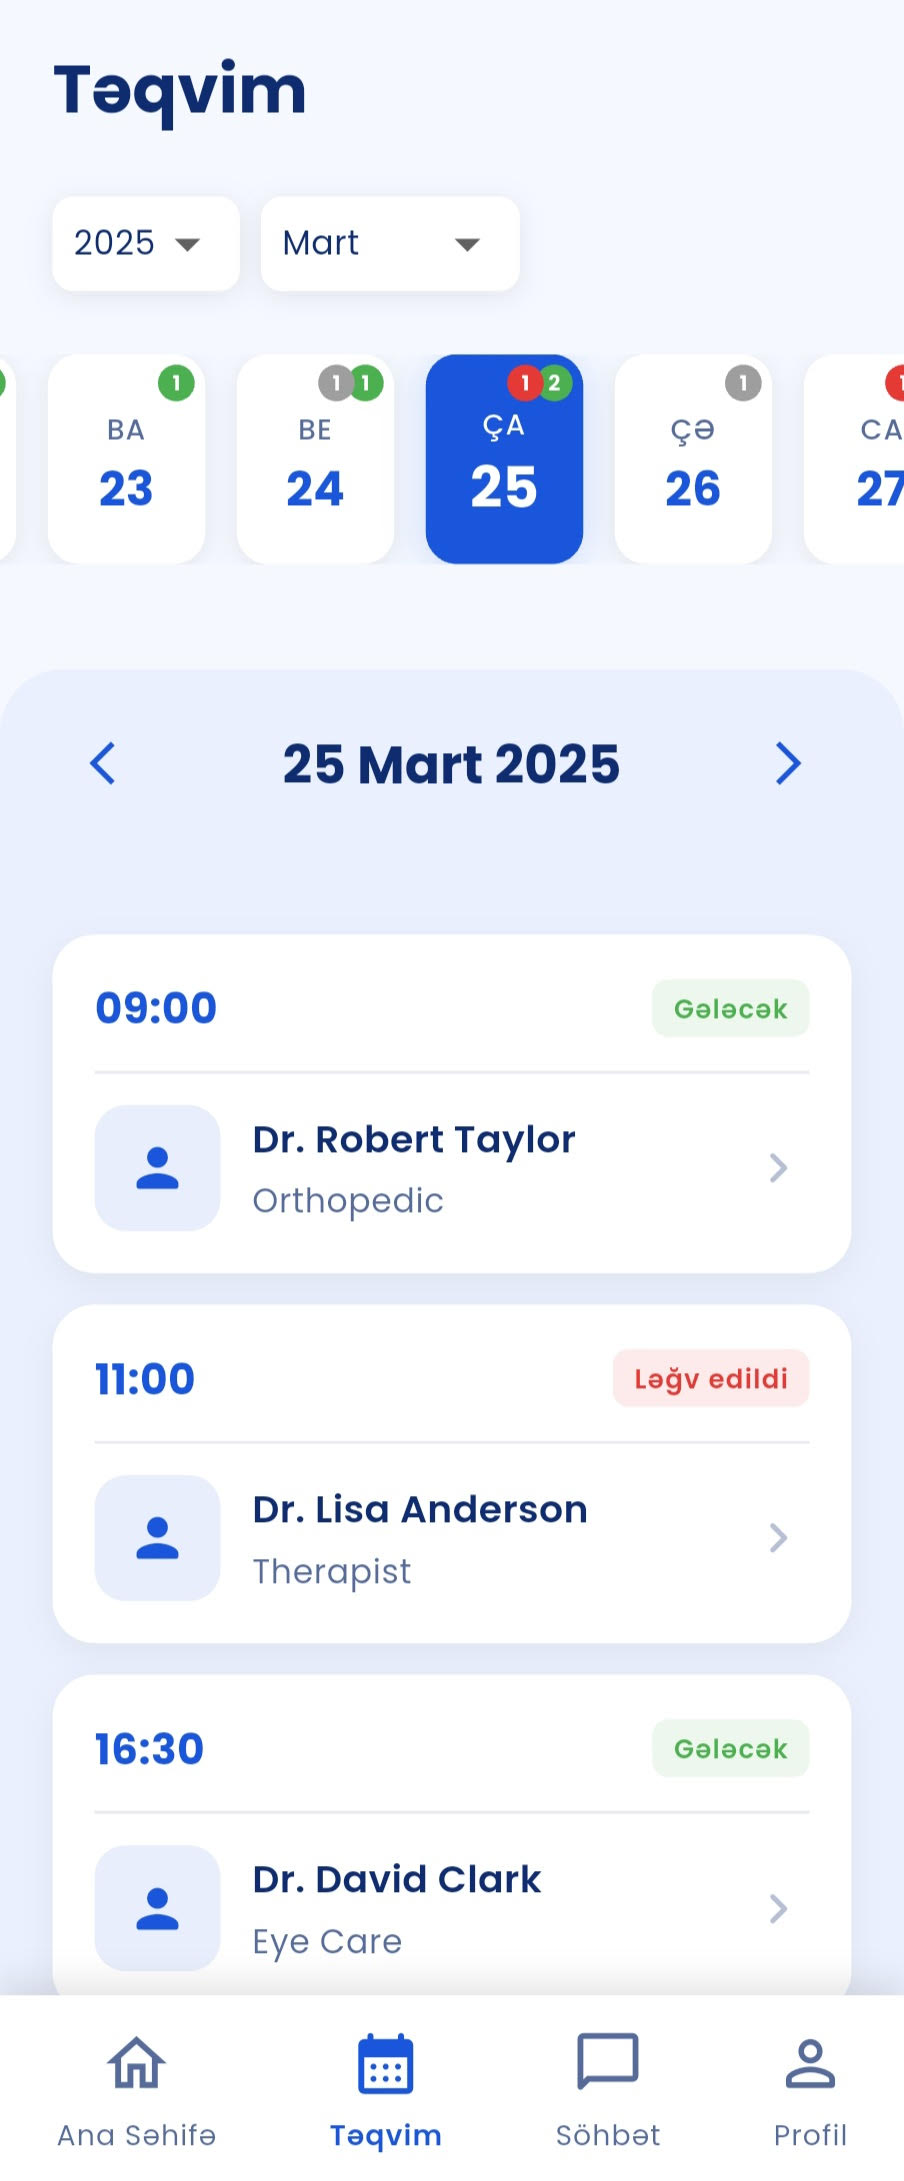 Təqvim
2025 Mart
1 1 1 1 2 1
BA BE ÇA ÇƏ CA
23 24 25 26 27
25 Mart 2025
09:00 Gələcək
Dr. Robert Taylor
Orthopedic
11:00 Ləğv edildi
Dr. Lisa Anderson
Therapist
16:30 Gələcək
Dr. David Clark
Eye Care
Ana Səhifə Təqvim Söhbət Profil